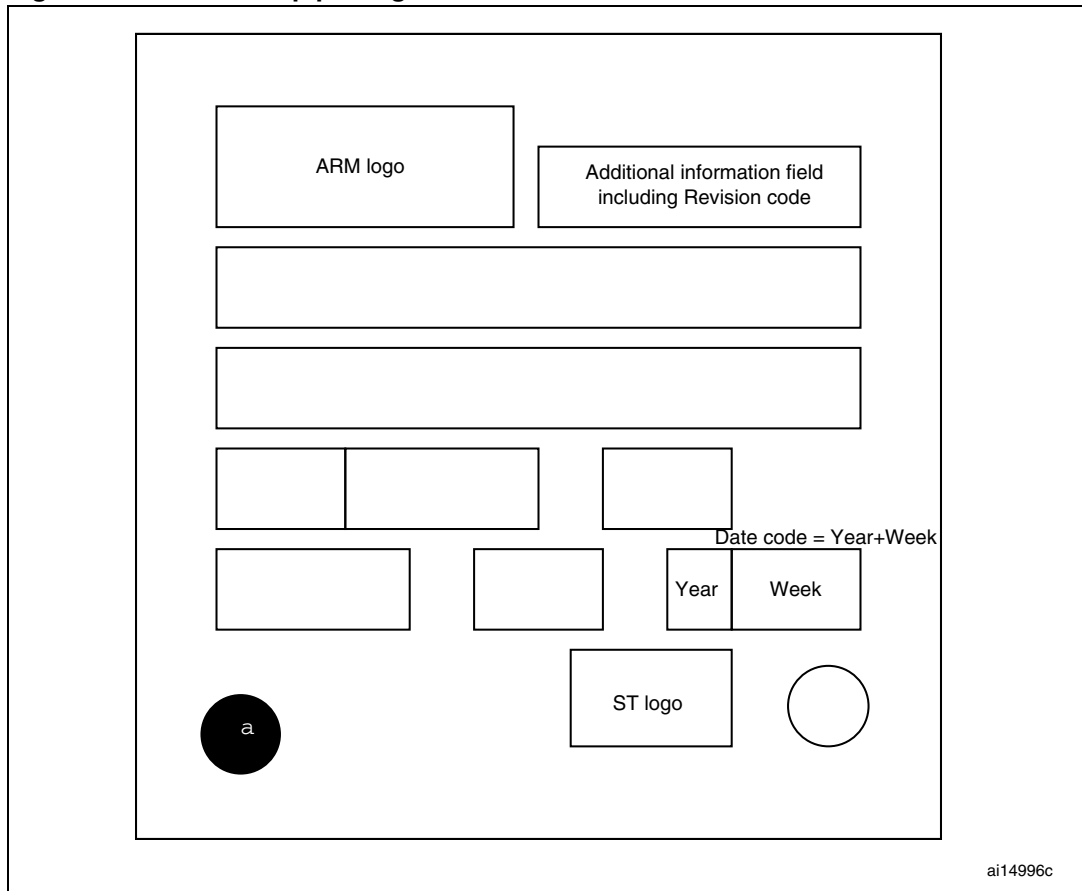 ARM logo
Additional information field
including Revision code
Date code = Year+Week
Year
Week
ST logo
a
ai14996c